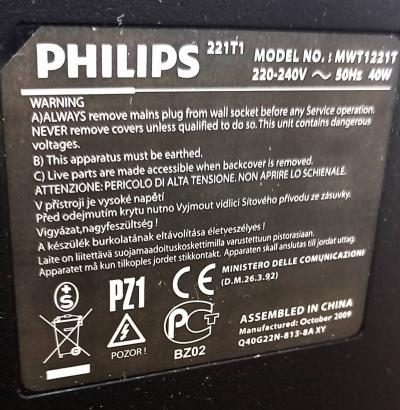 PHILIPS 221T1 MODEL NO. : MWT1221T
220-240V ～ 50Hz 40W
WARNING
A)ALWAYS remove mains plug from wall socket before any Service operation.
NEVER remove covers unless qualified to do so. This unit contains dangerous
voltages.
B) This apparatus must be earthed.
C) Live parts are made accessible when backcover is removed.
ATTENZIONE: PERICOLO DI ALTA TENSIONE. NON APRIRE LO SCHIENALE.
V přístroji je vysoké napětí
Před odejmutím krytu nutno Vyjmout vidlici Síťového přívodu ze zásuvky.
Vigyázat,nagyfeszültség !
A készülék burkolatának eltávolítása életveszélyes !
Laite on liitettävä suojamaadoituskoskettimilla varustettuun pistorasiaan.
Apparatet må kun tilkoples jordet stikkontakt. Apparaten skall anslutas till jordat uttag.
+S PZ1 CE MINISTERO DELLE COMUNICAZIONI
(D.M.26.3.92)
POZOR !
PCT
BZ02
ASSEMBLED IN CHINA
Manufactured: October 2009
Q40G22N-813-8A XY